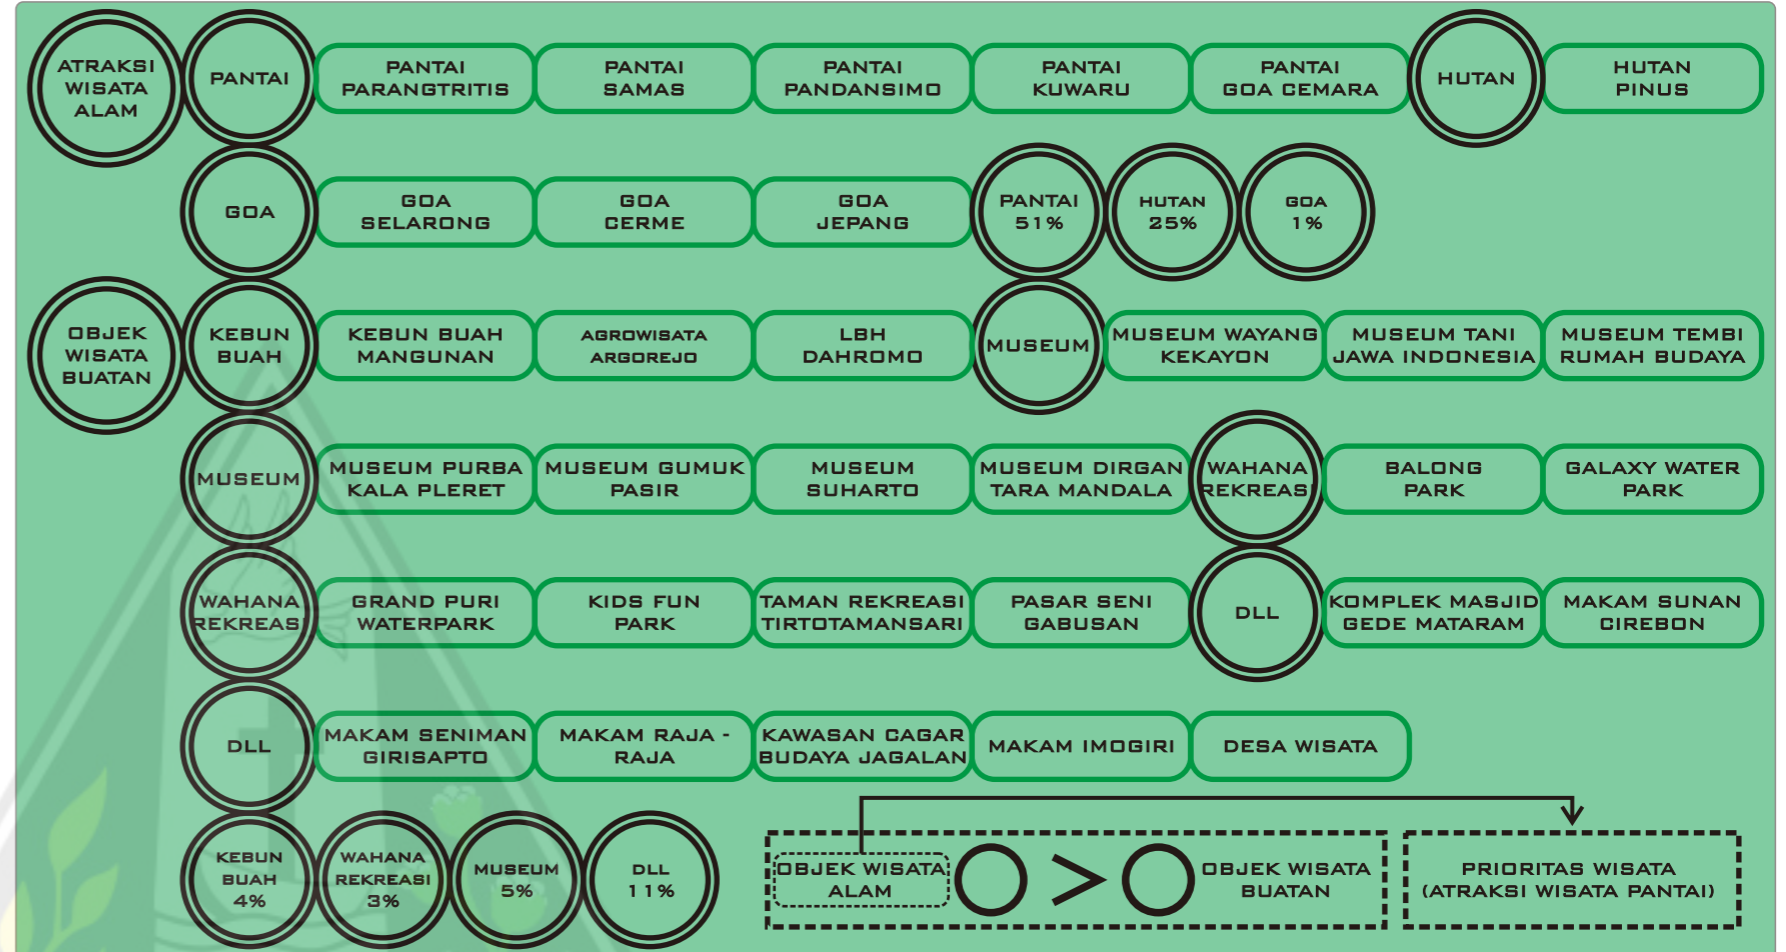 ATRAKSI
WISATA
ALAM
PANTAI
PANTAI
PARANGTRITIS
PANTAI
SAMAS
PANTAI
PANDANSIMO
PANTAI
KUWARU
PANTAI
GOA CEMARA
HUTAN
HUTAN
PINUS
GOA
GOA
SELARONG
GOA
CERME
GOA
JEPANG
PANTAI
51%
HUTAN
25%
GOA
1%
OBJEK
WISATA
BUATAN
KEBUN
BUAH
KEBUN BUAH
MANGUNAN
AGROWISATA
ARGOREJO
LBH
DAHROMO
MUSEUM
MUSEUM WAYANG
KEKAYON
MUSEUM TANI
JAWA INDONESIA
MUSEUM TEMBI
RUMAH BUDAYA
MUSEUM
MUSEUM PURBA
KALA PLERET
MUSEUM GUMUK
PASIR
MUSEUM
SUHARTO
MUSEUM DIRGAN
TARA MANDALA
WAHANA
REKREASI
BALONG
PARK
GALAXY WATER
PARK
WAHANA
REKREASI
GRAND PURI
WATERPARK
KIDS FUN
PARK
TAMAN REKREASI
TIRTOTAMANSARI
PASAR SENI
GABUSAN
DLL
KOMPLEK MASJID
GEDE MATARAM
MAKAM SUNAN
CIREBON
DLL
MAKAM SENIMAN
GIRISAPTO
MAKAM RAJA -
RAJA
KAWASAN CAGAR
BUDAYA JAGALAN
MAKAM IMOGIRI
DESA WISATA
KEBUN
BUAH
4%
WAHANA
REKREASI
3%
MUSEUM
5%
DLL
11%
OBJEK WISATA
ALAM
>
OBJEK WISATA
BUATAN
PRIORITAS WISATA
(ATRAKSI WISATA PANTAI)